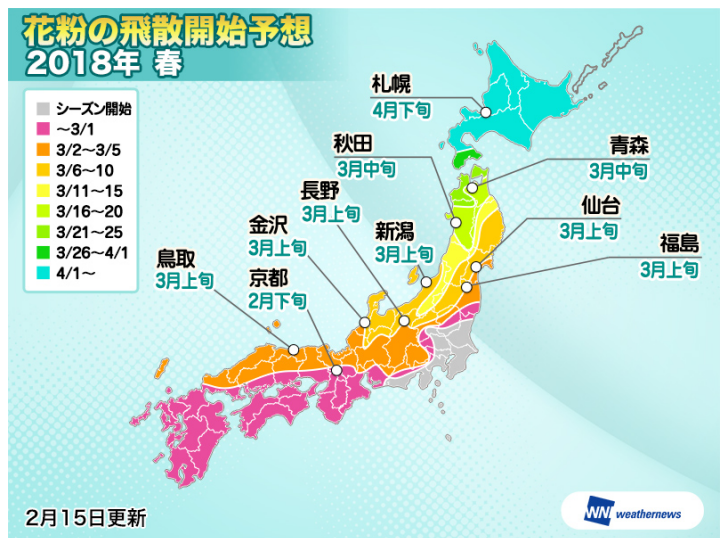 花粉の飛散開始予想
2018年 春
シーズン開始
～3/1
3/2～3/5
3/6～10
3/11～15
3/16～20
3/21～25
3/26～4/1
4/1～
札幌
4月下旬
秋田
3月中旬
青森
3月中旬
長野
3月上旬
仙台
3月上旬
金沢
3月上旬
新潟
3月上旬
福島
3月上旬
鳥取
3月上旬
京都
2月下旬
2月15日更新
WNI weathernews